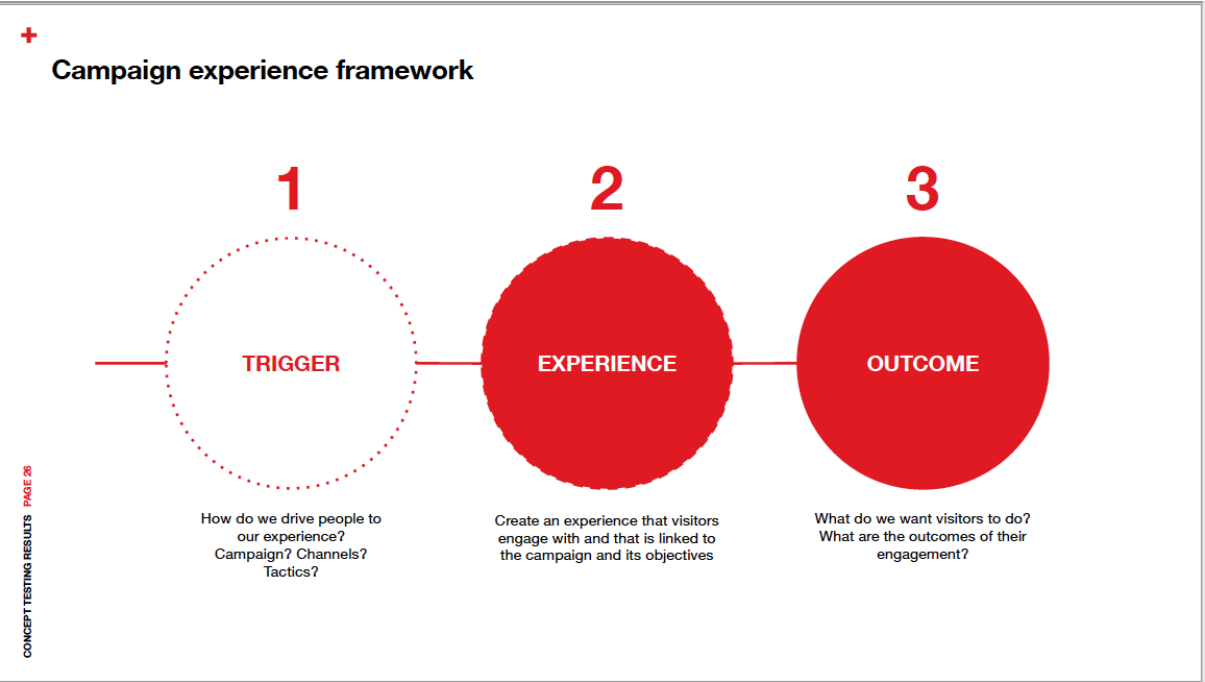 Campaign experience framework
1
2
3
TRIGGER
EXPERIENCE
OUTCOME
How do we drive people to
our experience?
Campaign? Channels?
Tactics?
Create an experience that visitors
engage with and that is linked to
the campaign and its objectives
What do we want visitors to do?
What are the outcomes of their
engagement?
CONCEPT TESTING RESULTS PAGE 26